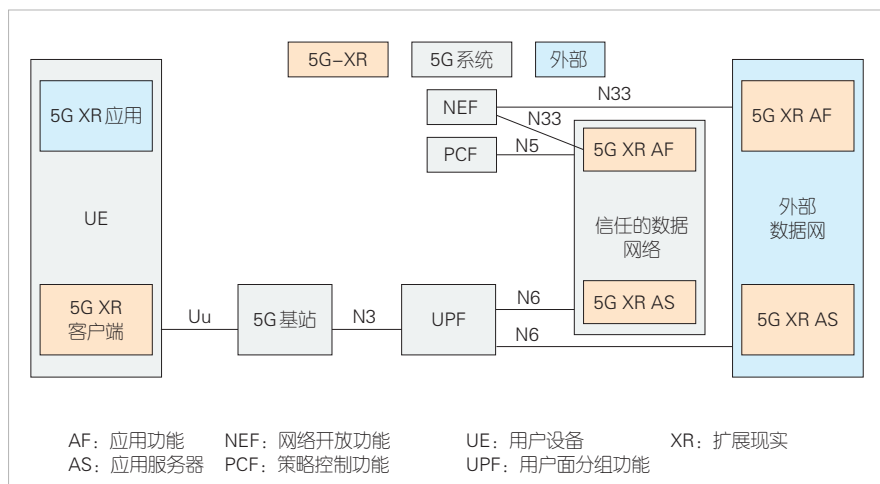 5G-XR
5G系统
外部
5G XR应用
UE
5G XR
客户端
Uu
5G基站
N3
UPF
NEF
PCF
N33
N33
N5
N6
N6
5G XR AF
信任的数据
网络
5G XR AS
5G XR AF
外部
数据网
5G XR AS
AF：应用功能 NEF：网络开放功能 UE：用户设备 XR：扩展现实
AS：应用服务器 PCF：策略控制功能 UPF：用户面分组功能